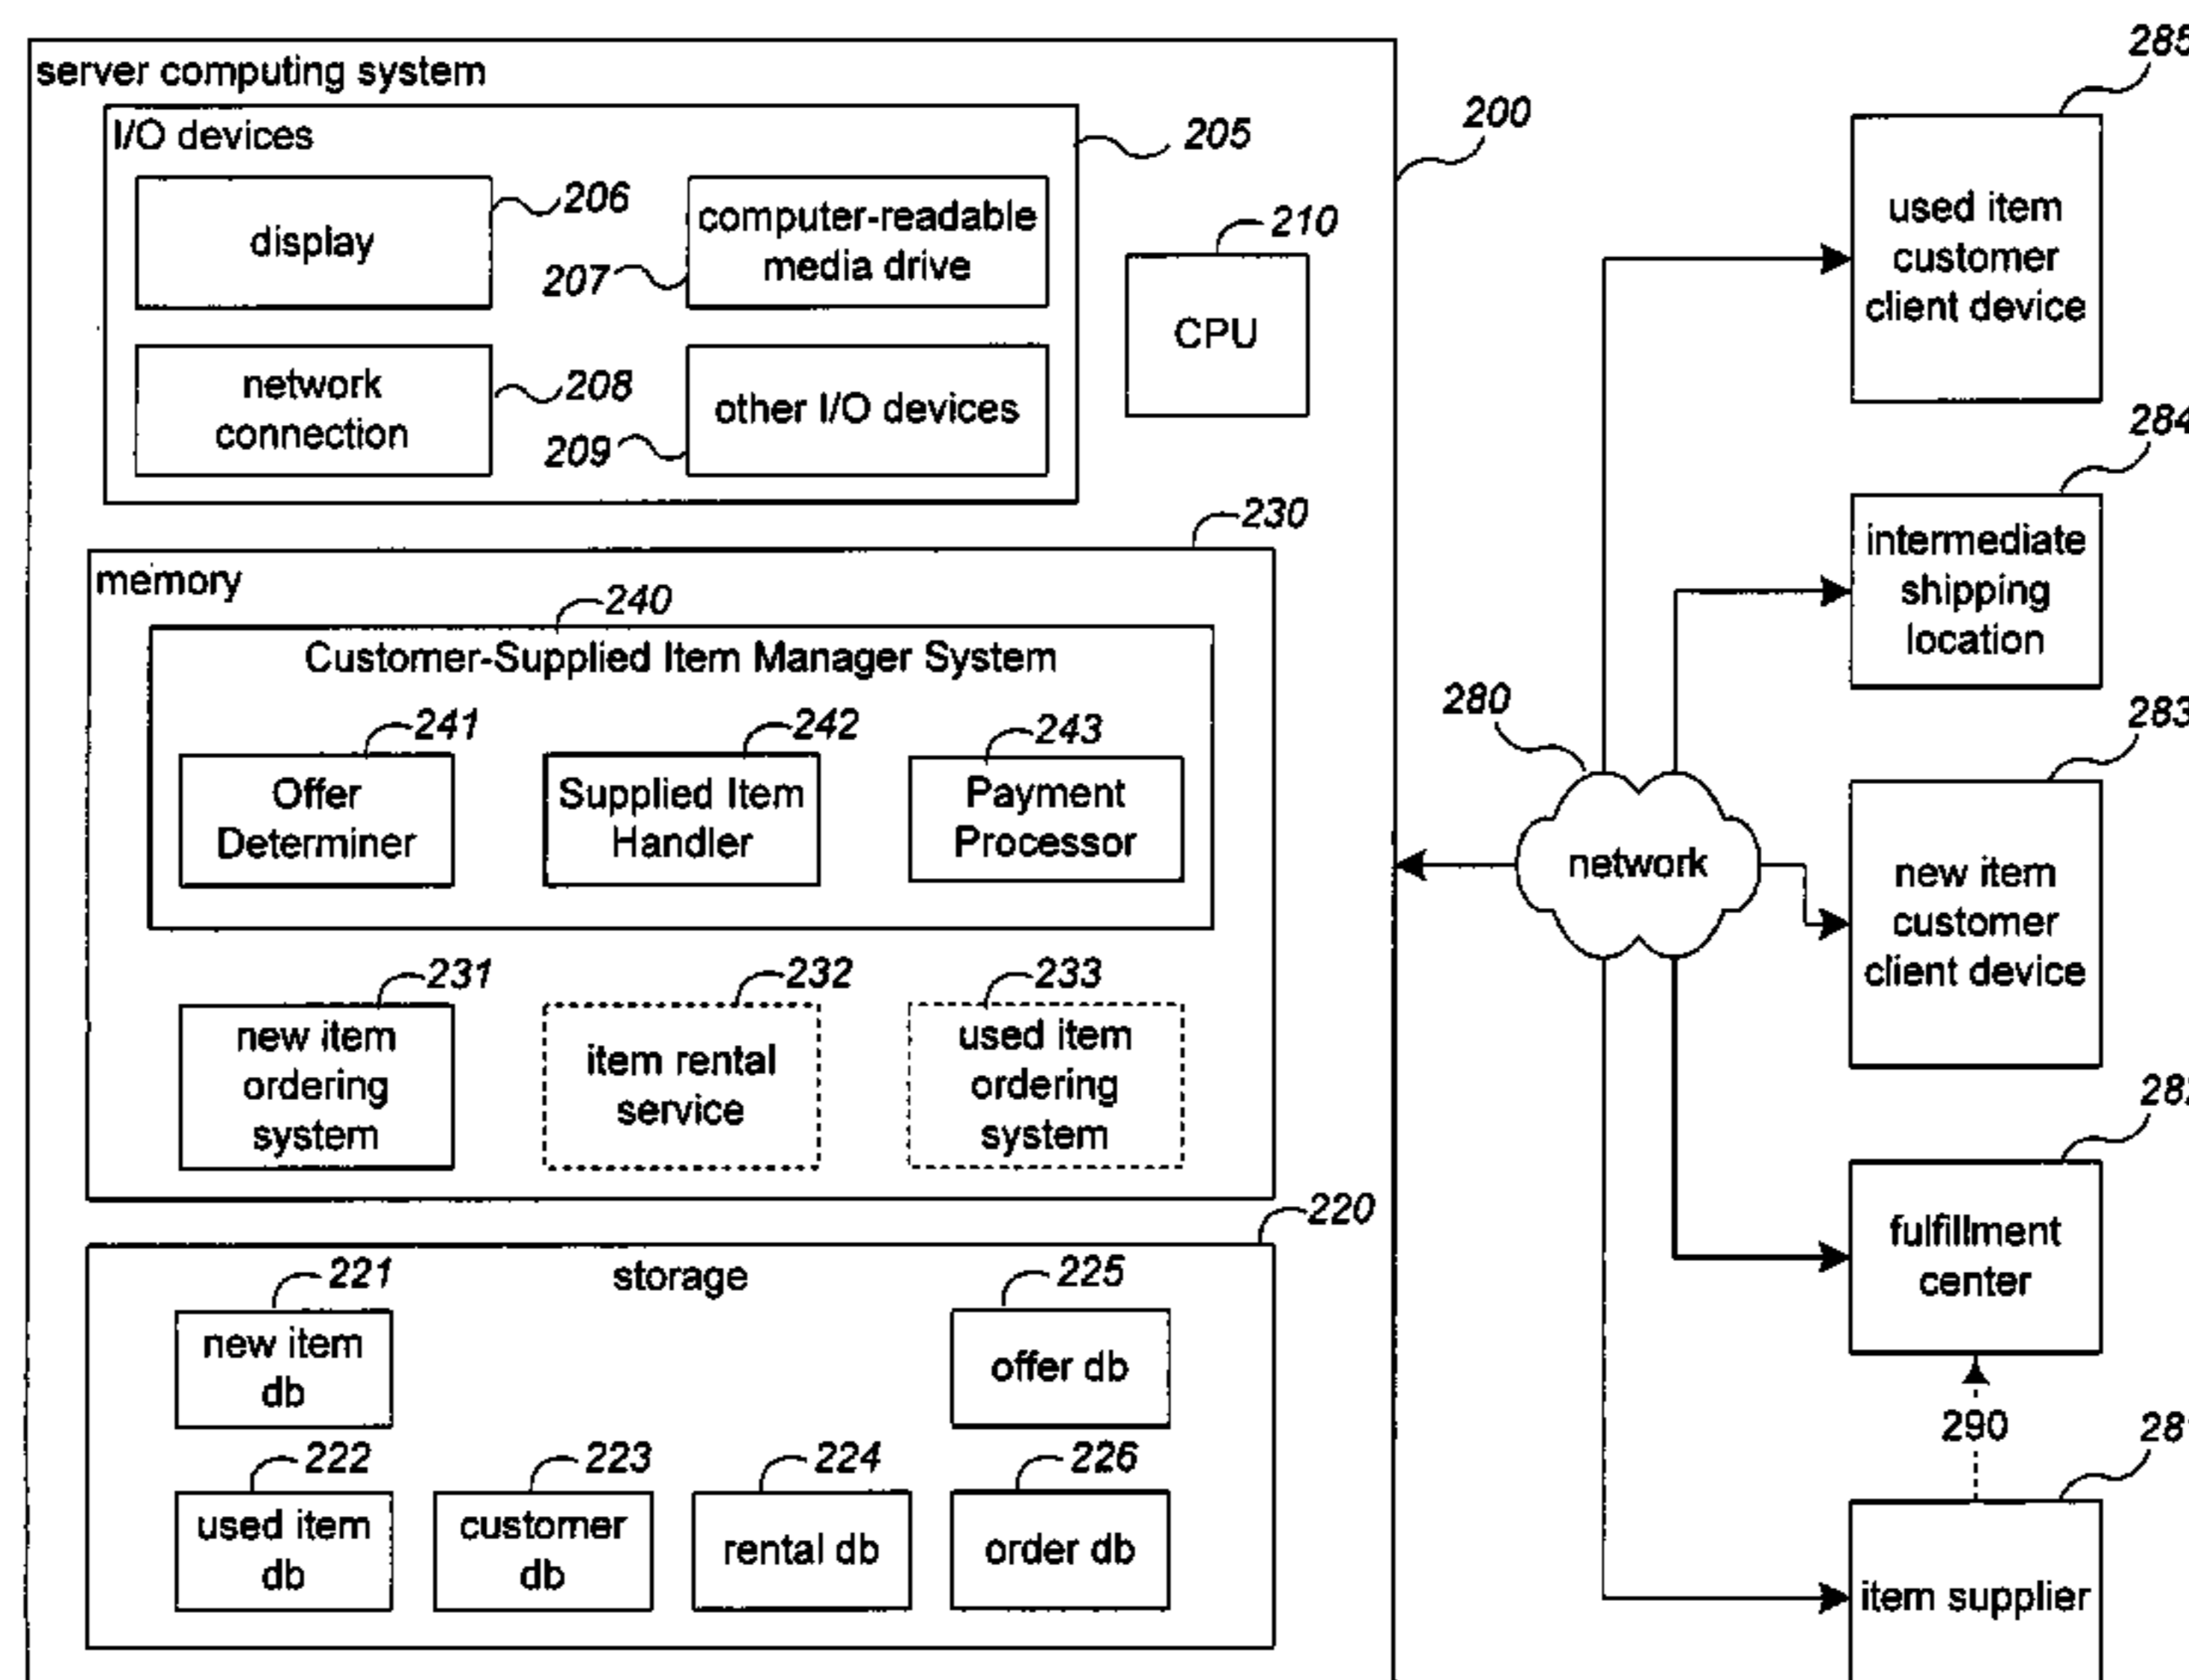 server computing system
I/O devices
205
200
display
206
computer-readable
media drive
207
210
CPU
network
connection
208
other I/O devices
209
230
memory
240
Customer-Supplied Item Manager System
241
Offer
Determiner
242
Supplied Item
Handler
243
Payment
Processor
231
new item
ordering
system
232
item rental
service
233
used item
ordering
system
220
storage
221
new item
db
225
offer db
222
used item
db
223
customer
db
224
rental db
226
order db
280
network
285
used item
customer
client device
284
intermediate
shipping
location
283
new item
customer
client device
282
fulfillment
center
290
281
item supplier